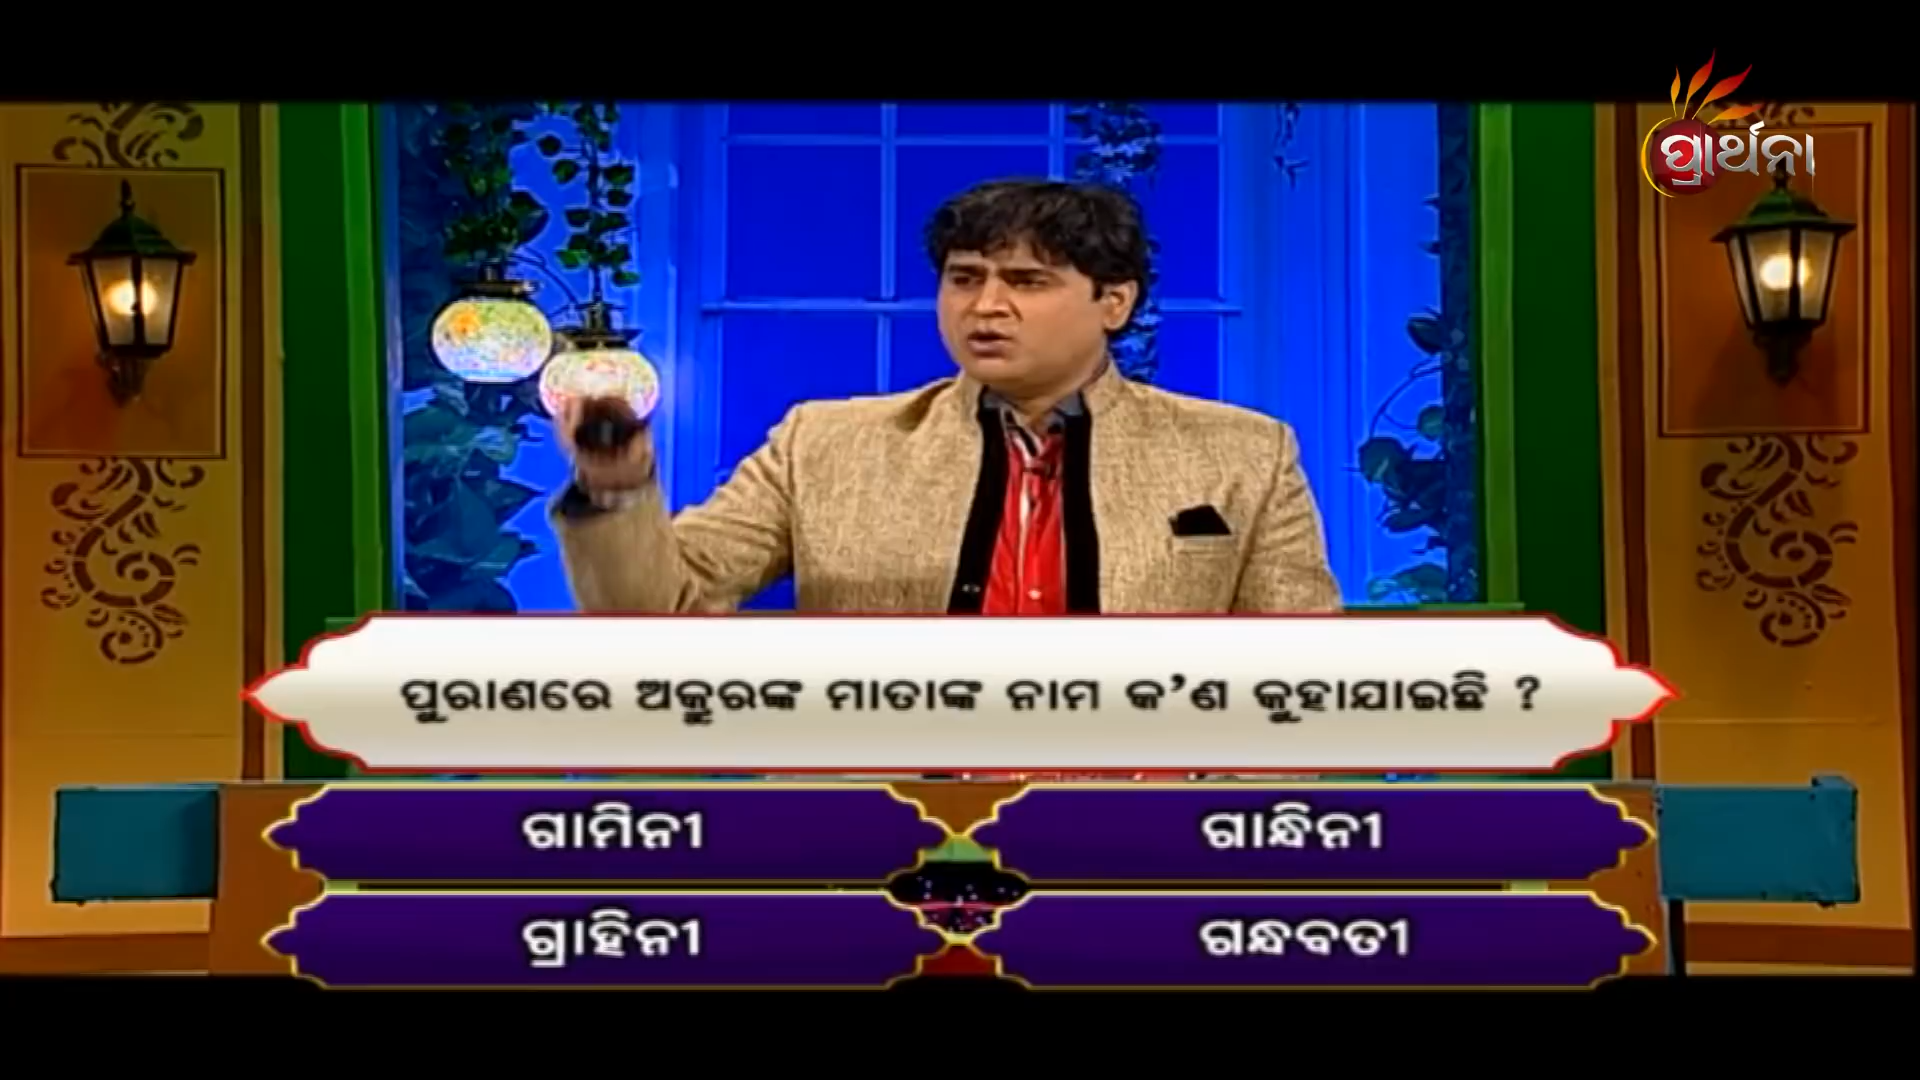 ପ୍ରାର୍ଥନା
ପୁରାଣରେ ଅକ୍ରୁରଙ୍କ ମାତାଙ୍କ ନାମ କ'ଣ କୁହାଯାଇଛି ?
ଗାମିନୀ
ଗାନ୍ଧିନୀ
ଗ୍ରାହିନୀ
ଗନ୍ଧବତୀ